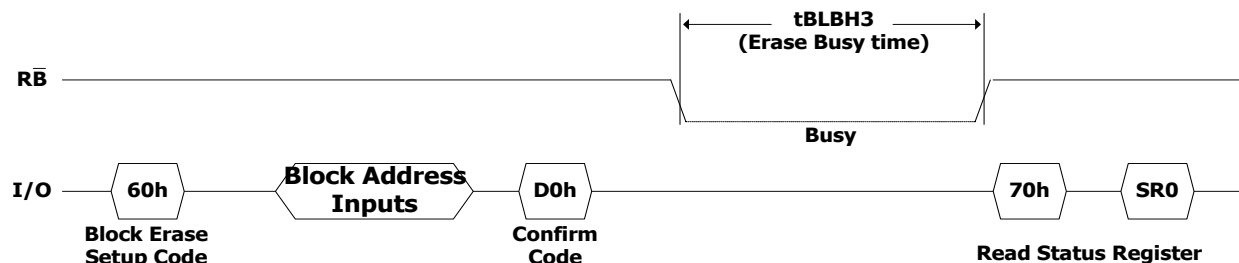 tBLBH3
(Erase Busy time)
RB̅
Busy
I/O
60h
Block Address
Inputs
D0h
70h
SR0
Block Erase
Setup Code
Confirm
Code
Read Status Register